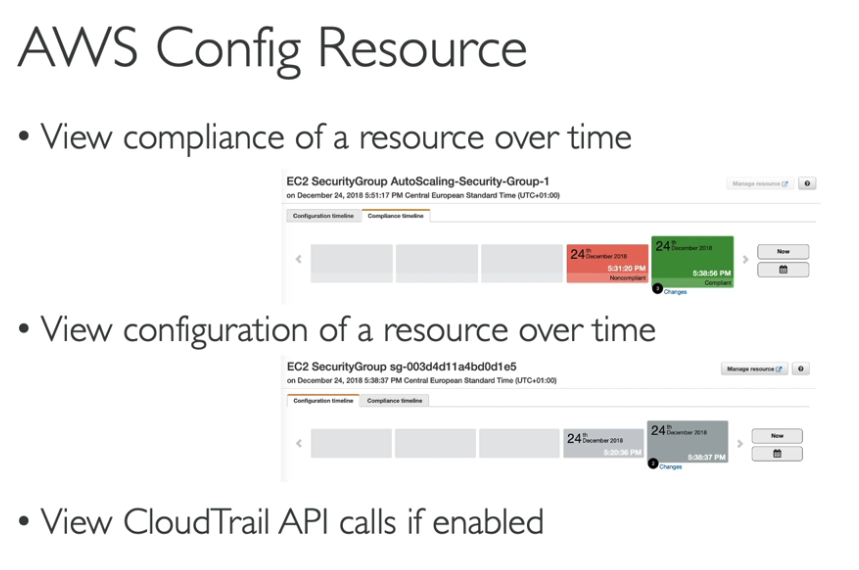 AWS Config Resource
• View compliance of a resource over time
EC2 SecurityGroup AutoScaling-Security-Group-1
Manage resource
on December 24, 2018 5:51:17 PM Central European Standard Time (UTC+01:00)
Configuration timeline Compliance timeline
24th December 2018
5:31:20 PM
Noncompliant
24th December 2018
5:38:56 PM
Compliant
Changes
Now
• View configuration of a resource over time
EC2 SecurityGroup sg-003d4d11a4bd0d1e5
Manage resource
on December 24, 2018 5:38:37 PM Central European Standard Time (UTC+01:00)
Configuration timeline Compliance timeline
24th December 2018
5:20:36 PM
24th December 2018
5:38:37 PM
2 Changes
Now
• View CloudTrail API calls if enabled